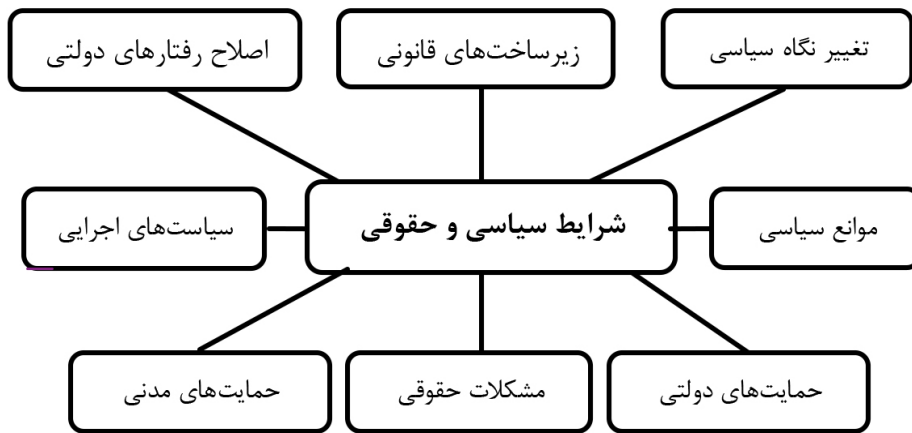 تغییر نگاه سیاسی
زیرساخت‌های قانونی
اصلاح رفتارهای دولتی
موانع سیاسی
شرایط سیاسی و حقوقی
سیاست‌های اجرایی
حمایت‌های دولتی
مشکلات حقوقی
حمایت‌های مدنی